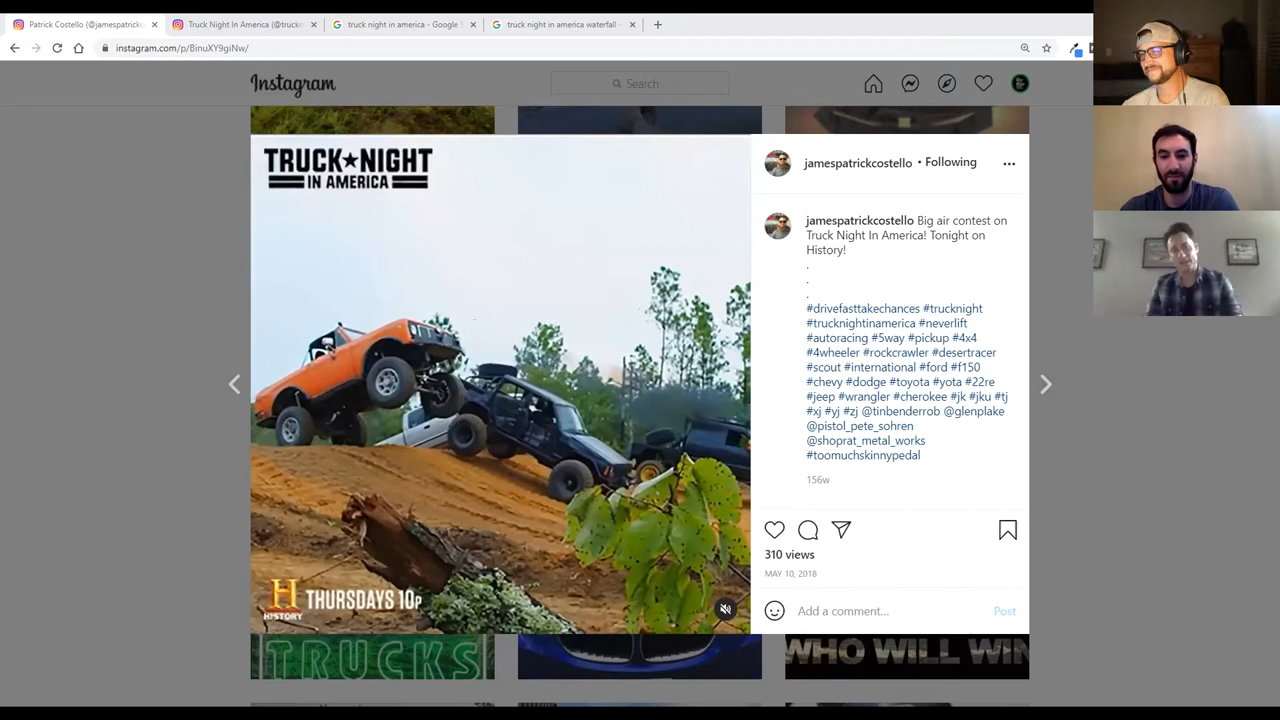 Patrick Costello (@jamespatrickc
Truck Night In America (@truckn
truck night in america - Google S
truck night in america waterfall -
instagram.com/p/BinuXY9giNw/
Instagram
Search
TRUCK★NIGHT
IN AMERICA
H
HISTORY
THURSDAYS 10P
jamespatrickcostello • Following
jamespatrickcostello Big air contest on
Truck Night In America! Tonight on
History!
.
.
.
#drivefasttakechances #trucknight
#trucknightinamerica #neverlift
#autoracing #5way #pickup #4x4
#4wheeler #rockcrawler #desertracer
#scout #international #ford #f150
#chevy #dodge #toyota #yota #22re
#jeep #wrangler #cherokee #jk #jku #tj
#xj #yj #zj @tinbenderrob @glenplake
@pistol_pete_sohren
@shoprat_metal_works
#toomuchskinnypedal
156w
310 views
MAY 10, 2018
Add a comment...
Post
TRUCKS
WHO WILL WIN